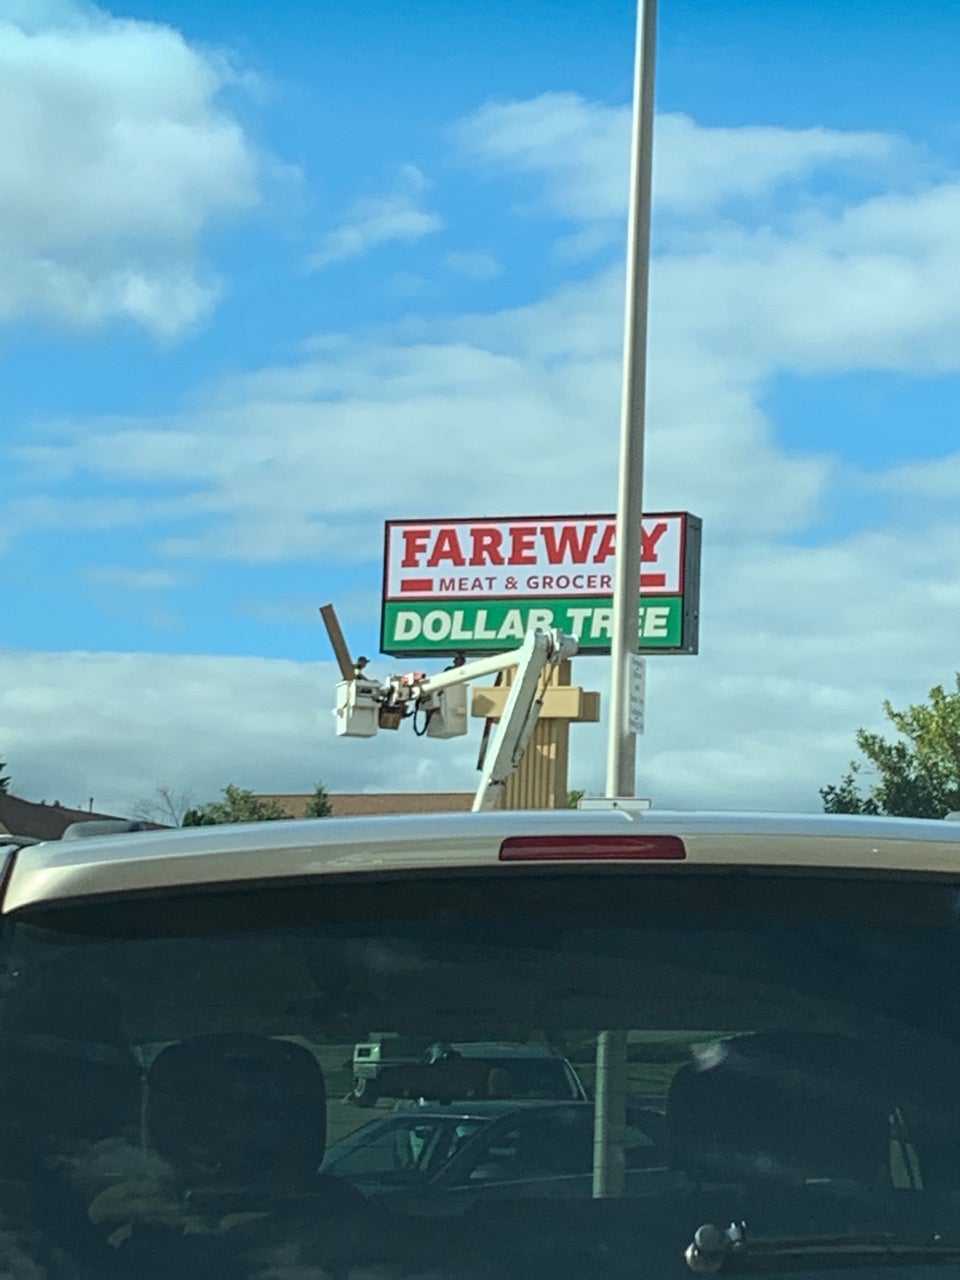 FAREWAY
MEAT & GROCER
DOLLAR TREE